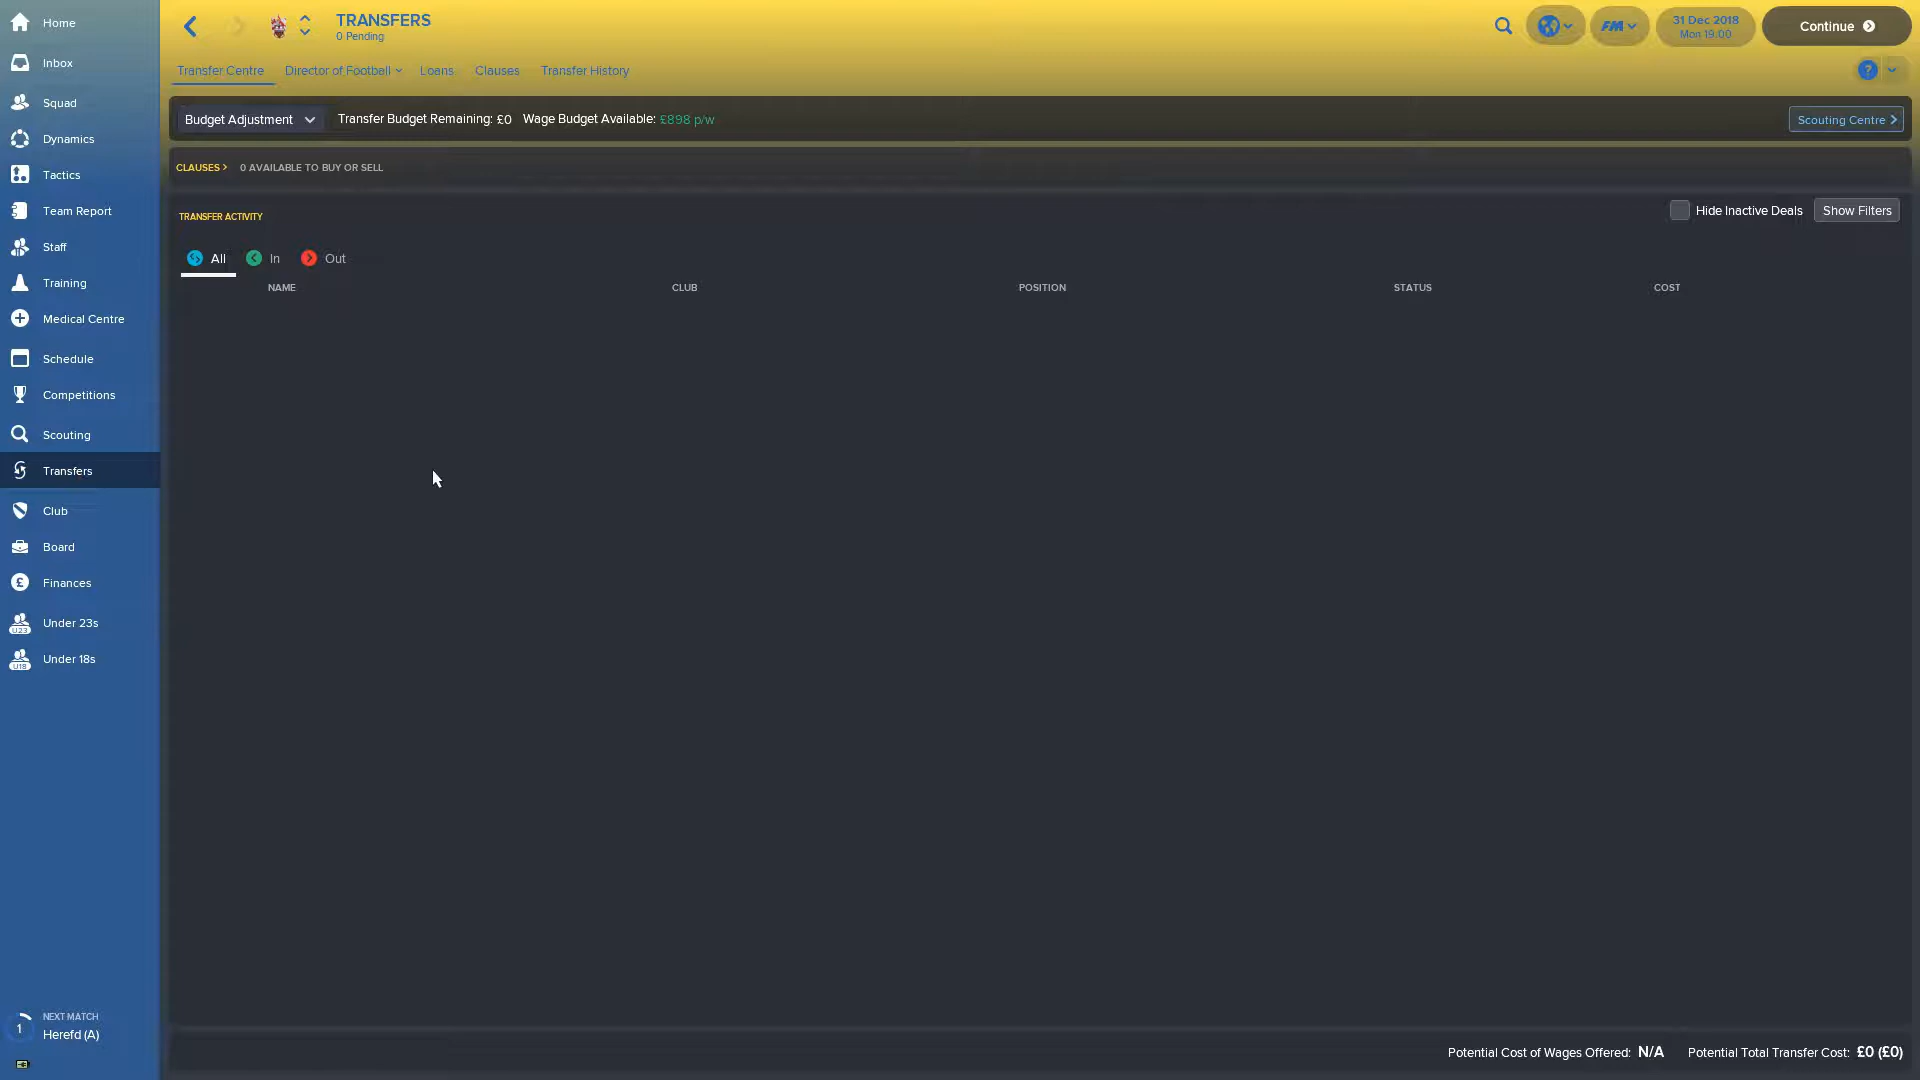 Home
Inbox
Squad
Dynamics
Tactics
Team Report
Staff
Training
Medical Centre
Schedule
Competitions
Scouting
Transfers
Club
Board
Finances
U23
Under 23s
U18
Under 18s
1
NEXT MATCH
Herefd (A)
TRANSFERS
0 Pending
FM
31 Dec 2018
Mon 19:00
Continue
Transfer Centre
Director of Football
Loans
Clauses
Transfer History
?
Budget Adjustment
Transfer Budget Remaining: £0
Wage Budget Available: £898 p/w
Scouting Centre
CLAUSES >
0 AVAILABLE TO BUY OR SELL
TRANSFER ACTIVITY
Hide Inactive Deals
Show Filters
All
In
Out
NAME
CLUB
POSITION
STATUS
COST
Potential Cost of Wages Offered: N/A
Potential Total Transfer Cost: £0 (£0)